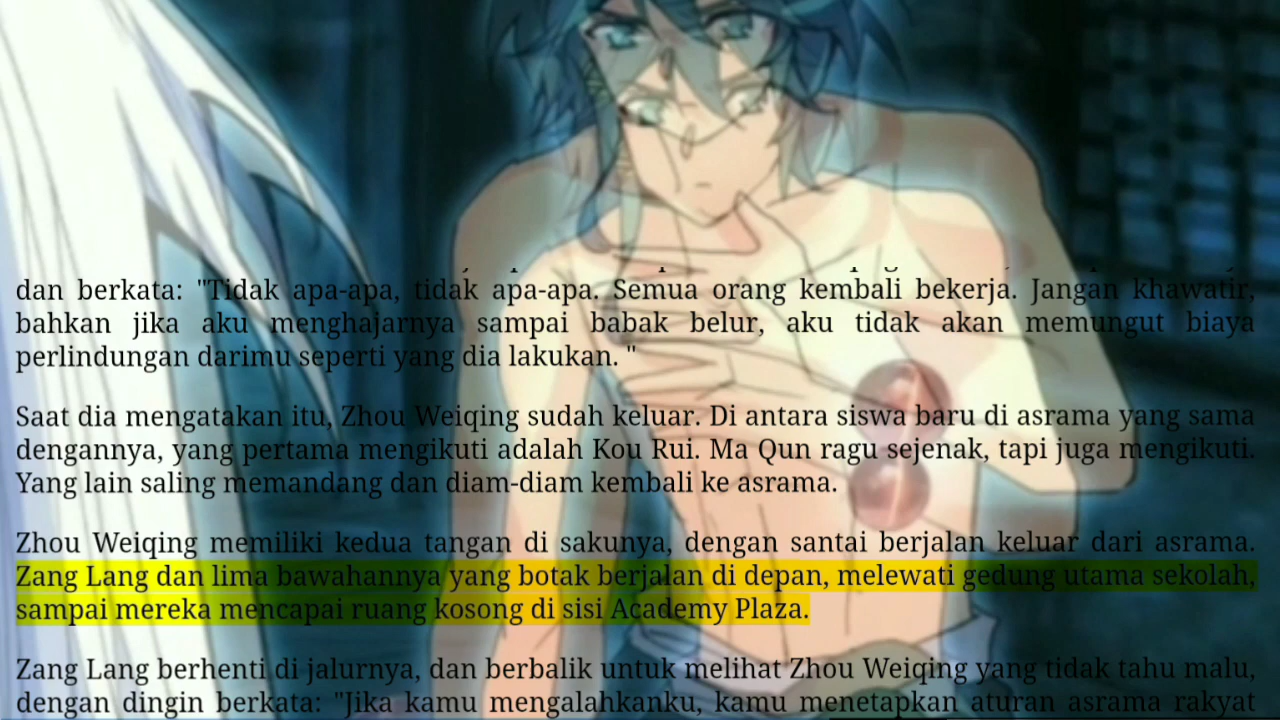 dan berkata: "Tidak apa-apa, tidak apa-apa. Semua orang kembali bekerja. Jangan khawatir,
bahkan jika aku menghajarnya sampai babak belur, aku tidak akan memungut biaya
perlindungan darimu seperti yang dia lakukan. "
Saat dia mengatakan itu, Zhou Weiqing sudah keluar. Di antara siswa baru di asrama yang sama
dengannya, yang pertama mengikuti adalah Kou Rui. Ma Qun ragu sejenak, tapi juga mengikuti.
Yang lain saling memandang dan diam-diam kembali ke asrama.
Zhou Weiqing memiliki kedua tangan di sakunya, dengan santai berjalan keluar dari asrama.
Zang Lang dan lima bawahannya yang botak berjalan di depan, melewati gedung utama sekolah,
sampai mereka mencapai ruang kosong di sisi Academy Plaza.
Zang Lang berhenti di jalurnya, dan berbalik untuk melihat Zhou Weiqing yang tidak tahu malu,
dengan dingin berkata: "Jika kamu mengalahkanku, kamu menetapkan aturan asrama rakyat